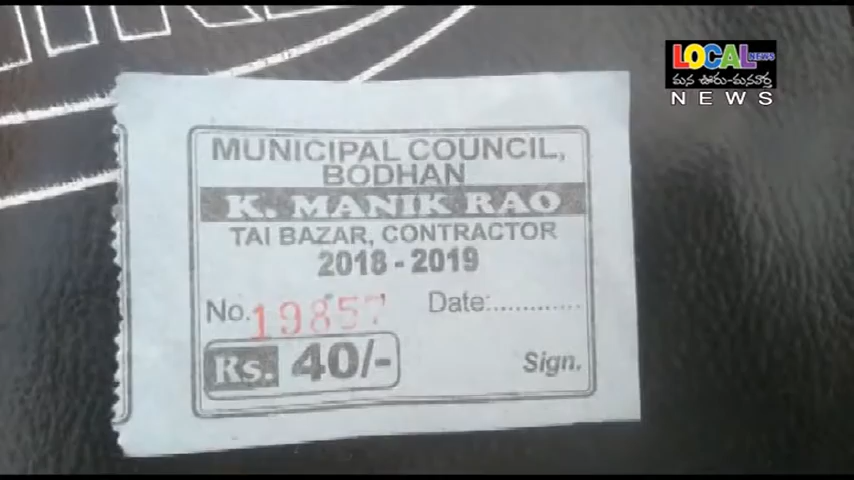 LOCAL NEWS
మన ఊరు-మనవార్త
NEWS
MUNICIPAL COUNCIL,
BODHAN
K. MANIK RAO
TAI BAZAR, CONTRACTOR
2018 - 2019
No. 19857 Date:............
Rs. 40/- Sign.